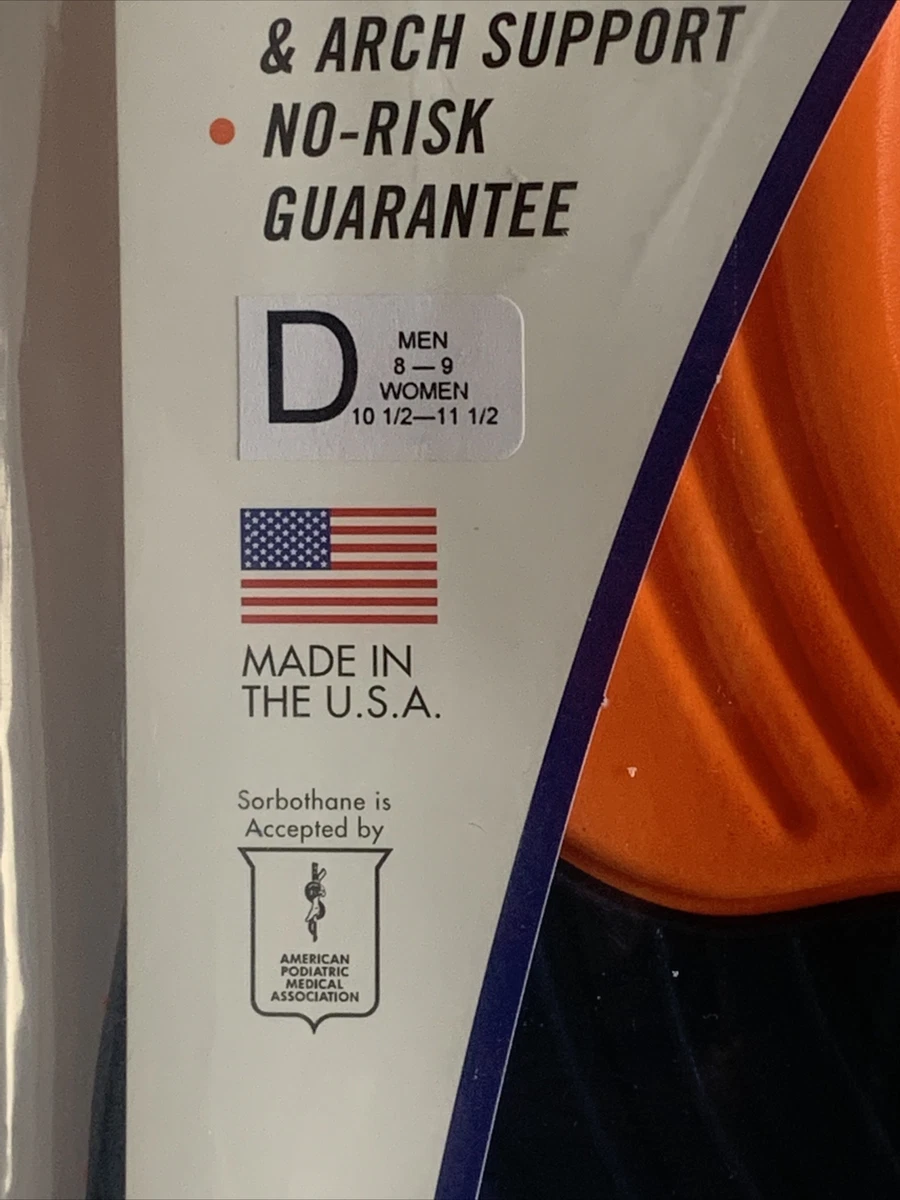 & ARCH SUPPORT
• NO-RISK
GUARANTEE
D
MEN
8 — 9
WOMEN
10 1/2—11 1/2
MADE IN
THE U.S.A.
Sorbothane is
Accepted by
AMERICAN
PODIATRIC
MEDICAL
ASSOCIATION